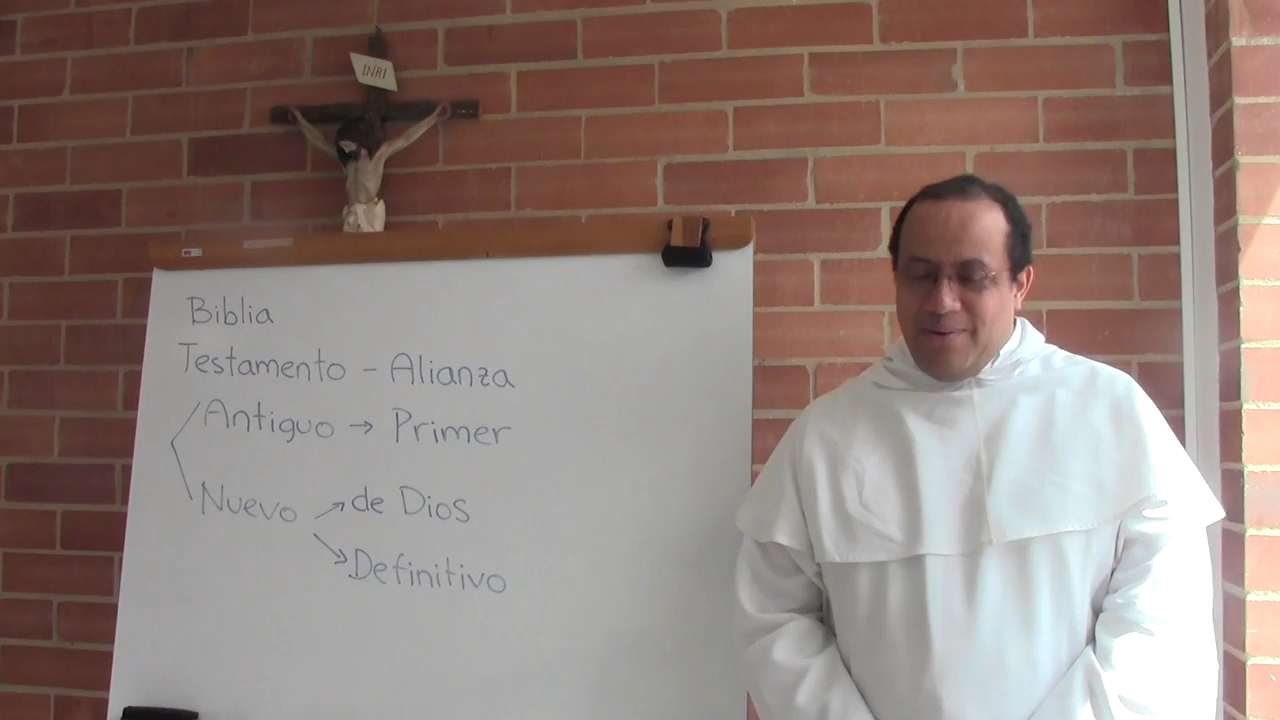 INRI
Biblia
Testamento - Alianza
Antiguo → Primer
Nuevo → de Dios
→ Definitivo